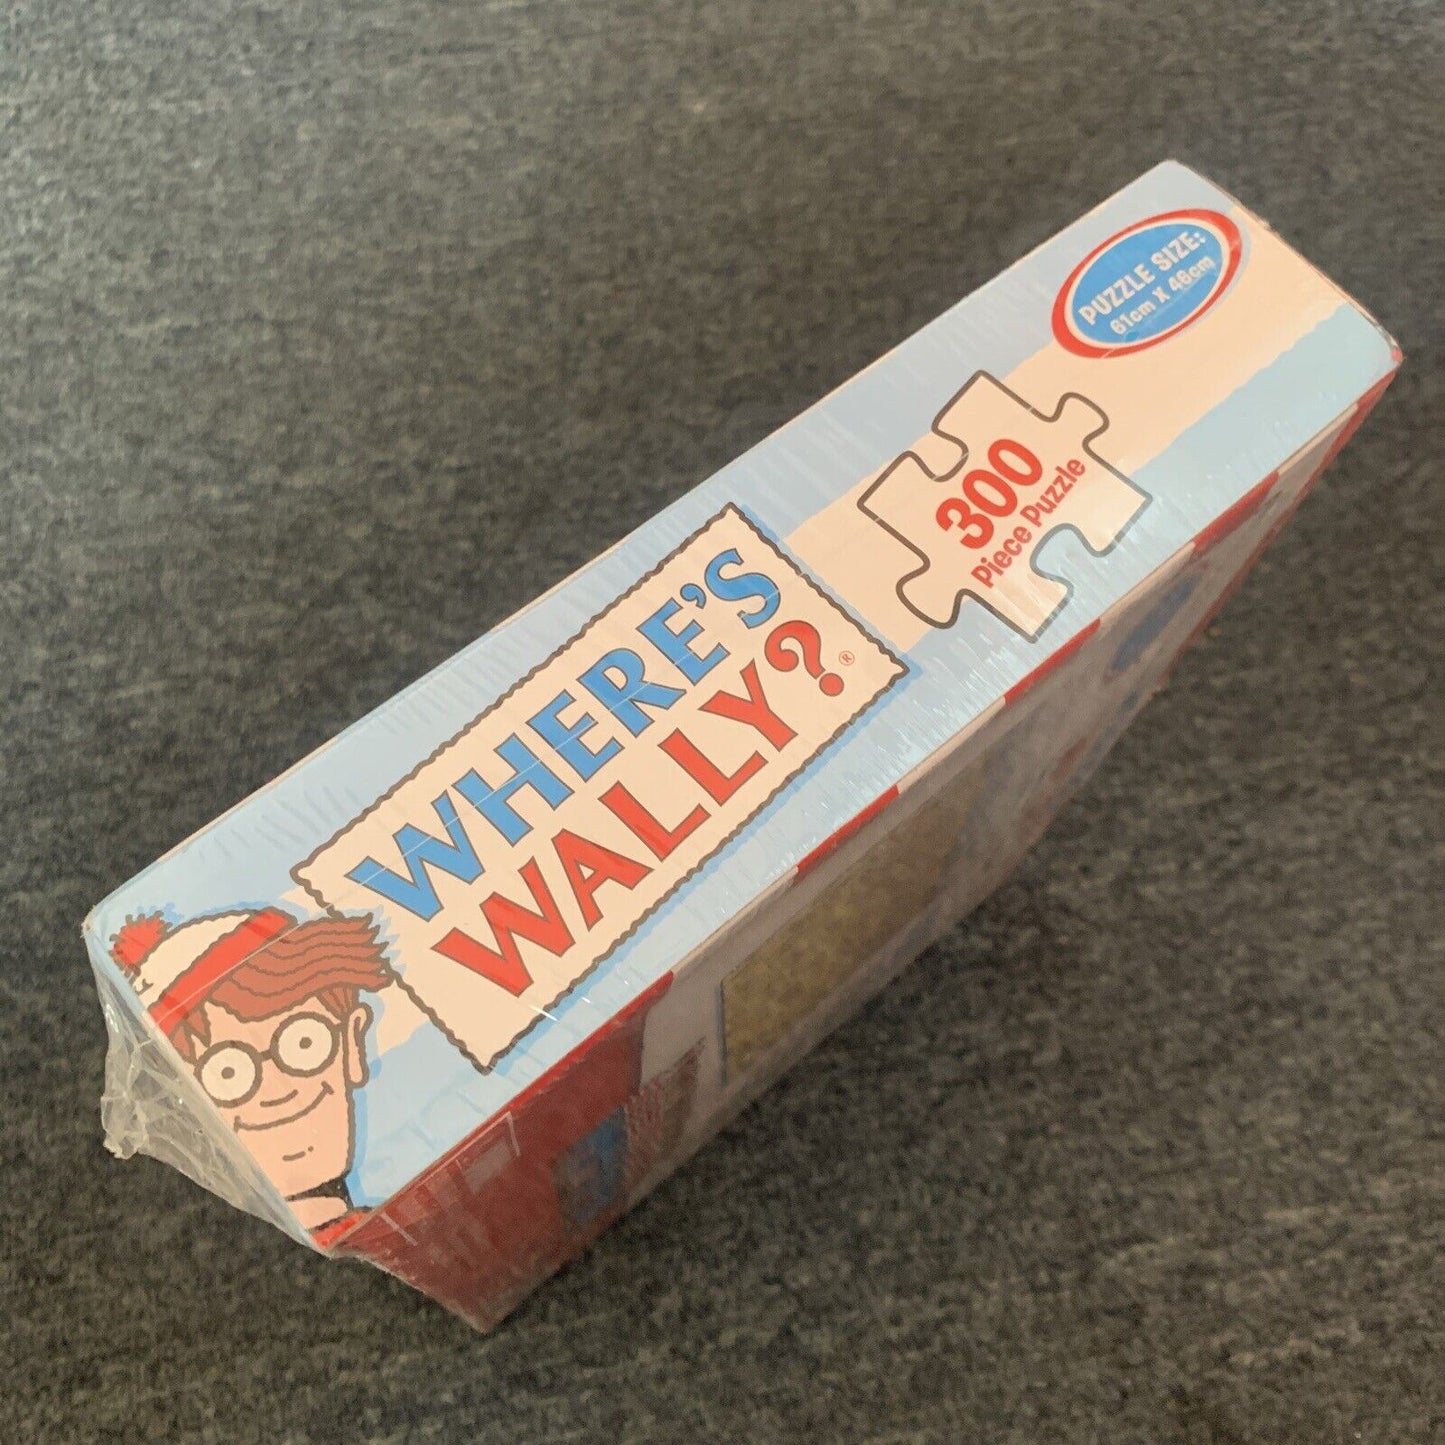 WHERE'S
WALLY?®
300
Piece Puzzle
PUZZLE SIZE:
61cm X 46cm